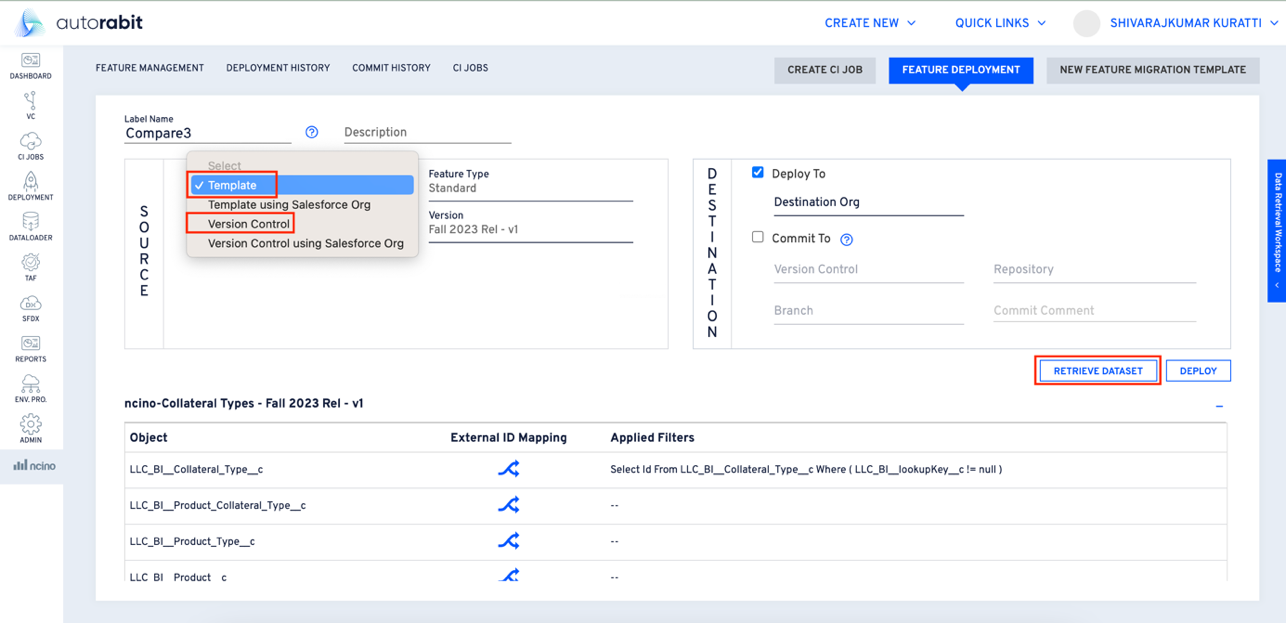 autorabit
CREATE NEW
QUICK LINKS
SHIVARAJKUMAR KURATTI
DASHBOARD
VC
CI JOBS
DEPLOYMENT
DATALOADER
TAF
DX
SFDX
REPORTS
ENV. PRO.
ADMIN
ncino
FEATURE MANAGEMENT
DEPLOYMENT HISTORY
COMMIT HISTORY
CI JOBS
CREATE CI JOB
FEATURE DEPLOYMENT
NEW FEATURE MIGRATION TEMPLATE
Label Name
Compare3
?
Description
SOURCE
Select
✓ Template
Template using Salesforce Org
Version Control
Version Control using Salesforce Org
Feature Type
Standard
Version
Fall 2023 Rel - v1
DESTINATION
Deploy To
Destination Org
Commit To ?
Version Control
Repository
Branch
Commit Comment
Data Retrieval Workspace
RETRIEVE DATASET
DEPLOY
ncino-Collateral Types - Fall 2023 Rel - v1
Object External ID Mapping Applied Filters
LLC_BI__Collateral_Type__c Select Id From LLC_BI__Collateral_Type__c Where ( LLC_BI__lookupKey__c != null )
LLC_BI__Product_Collateral_Type__c --
LLC_BI__Product_Type__c --
LLC_BI__Product__c --